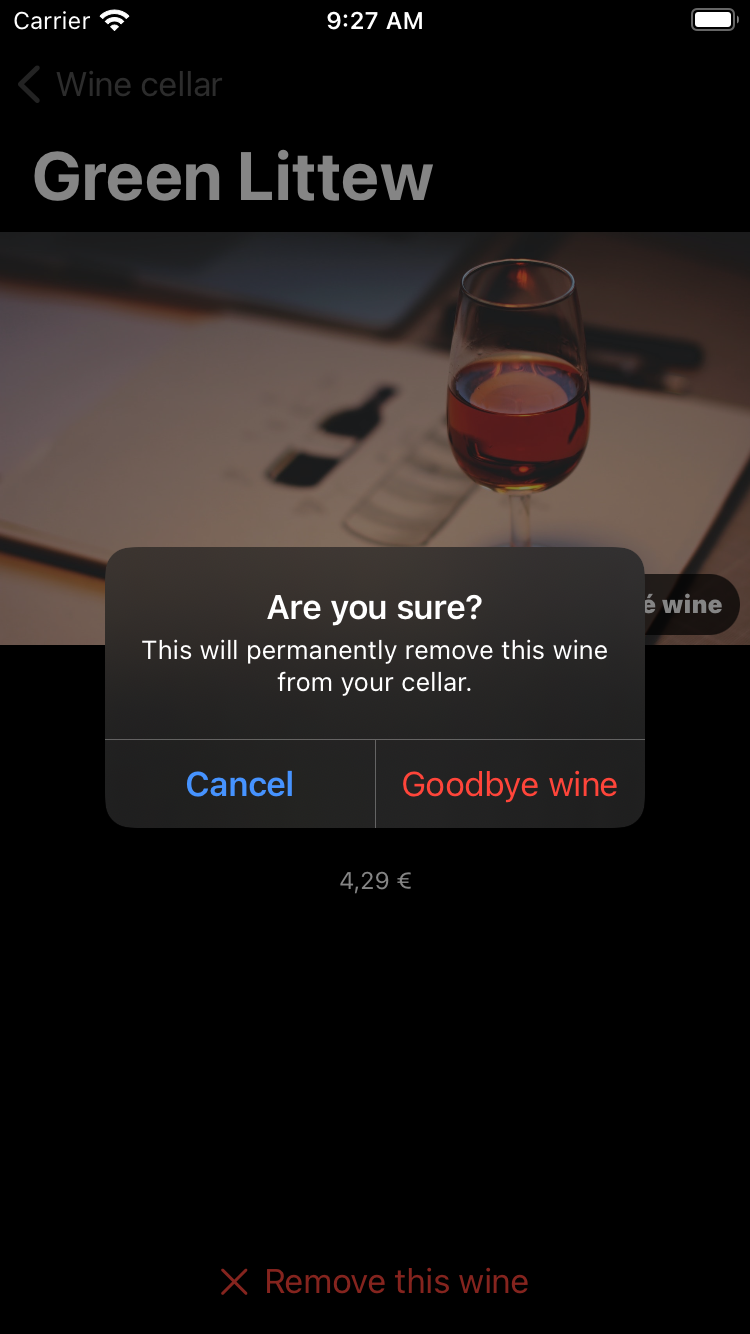 Carrier
9:27 AM
Wine cellar
Green Littew
é wine
Are you sure?
This will permanently remove this wine
from your cellar.
Cancel
Goodbye wine
4,29 €
Remove this wine